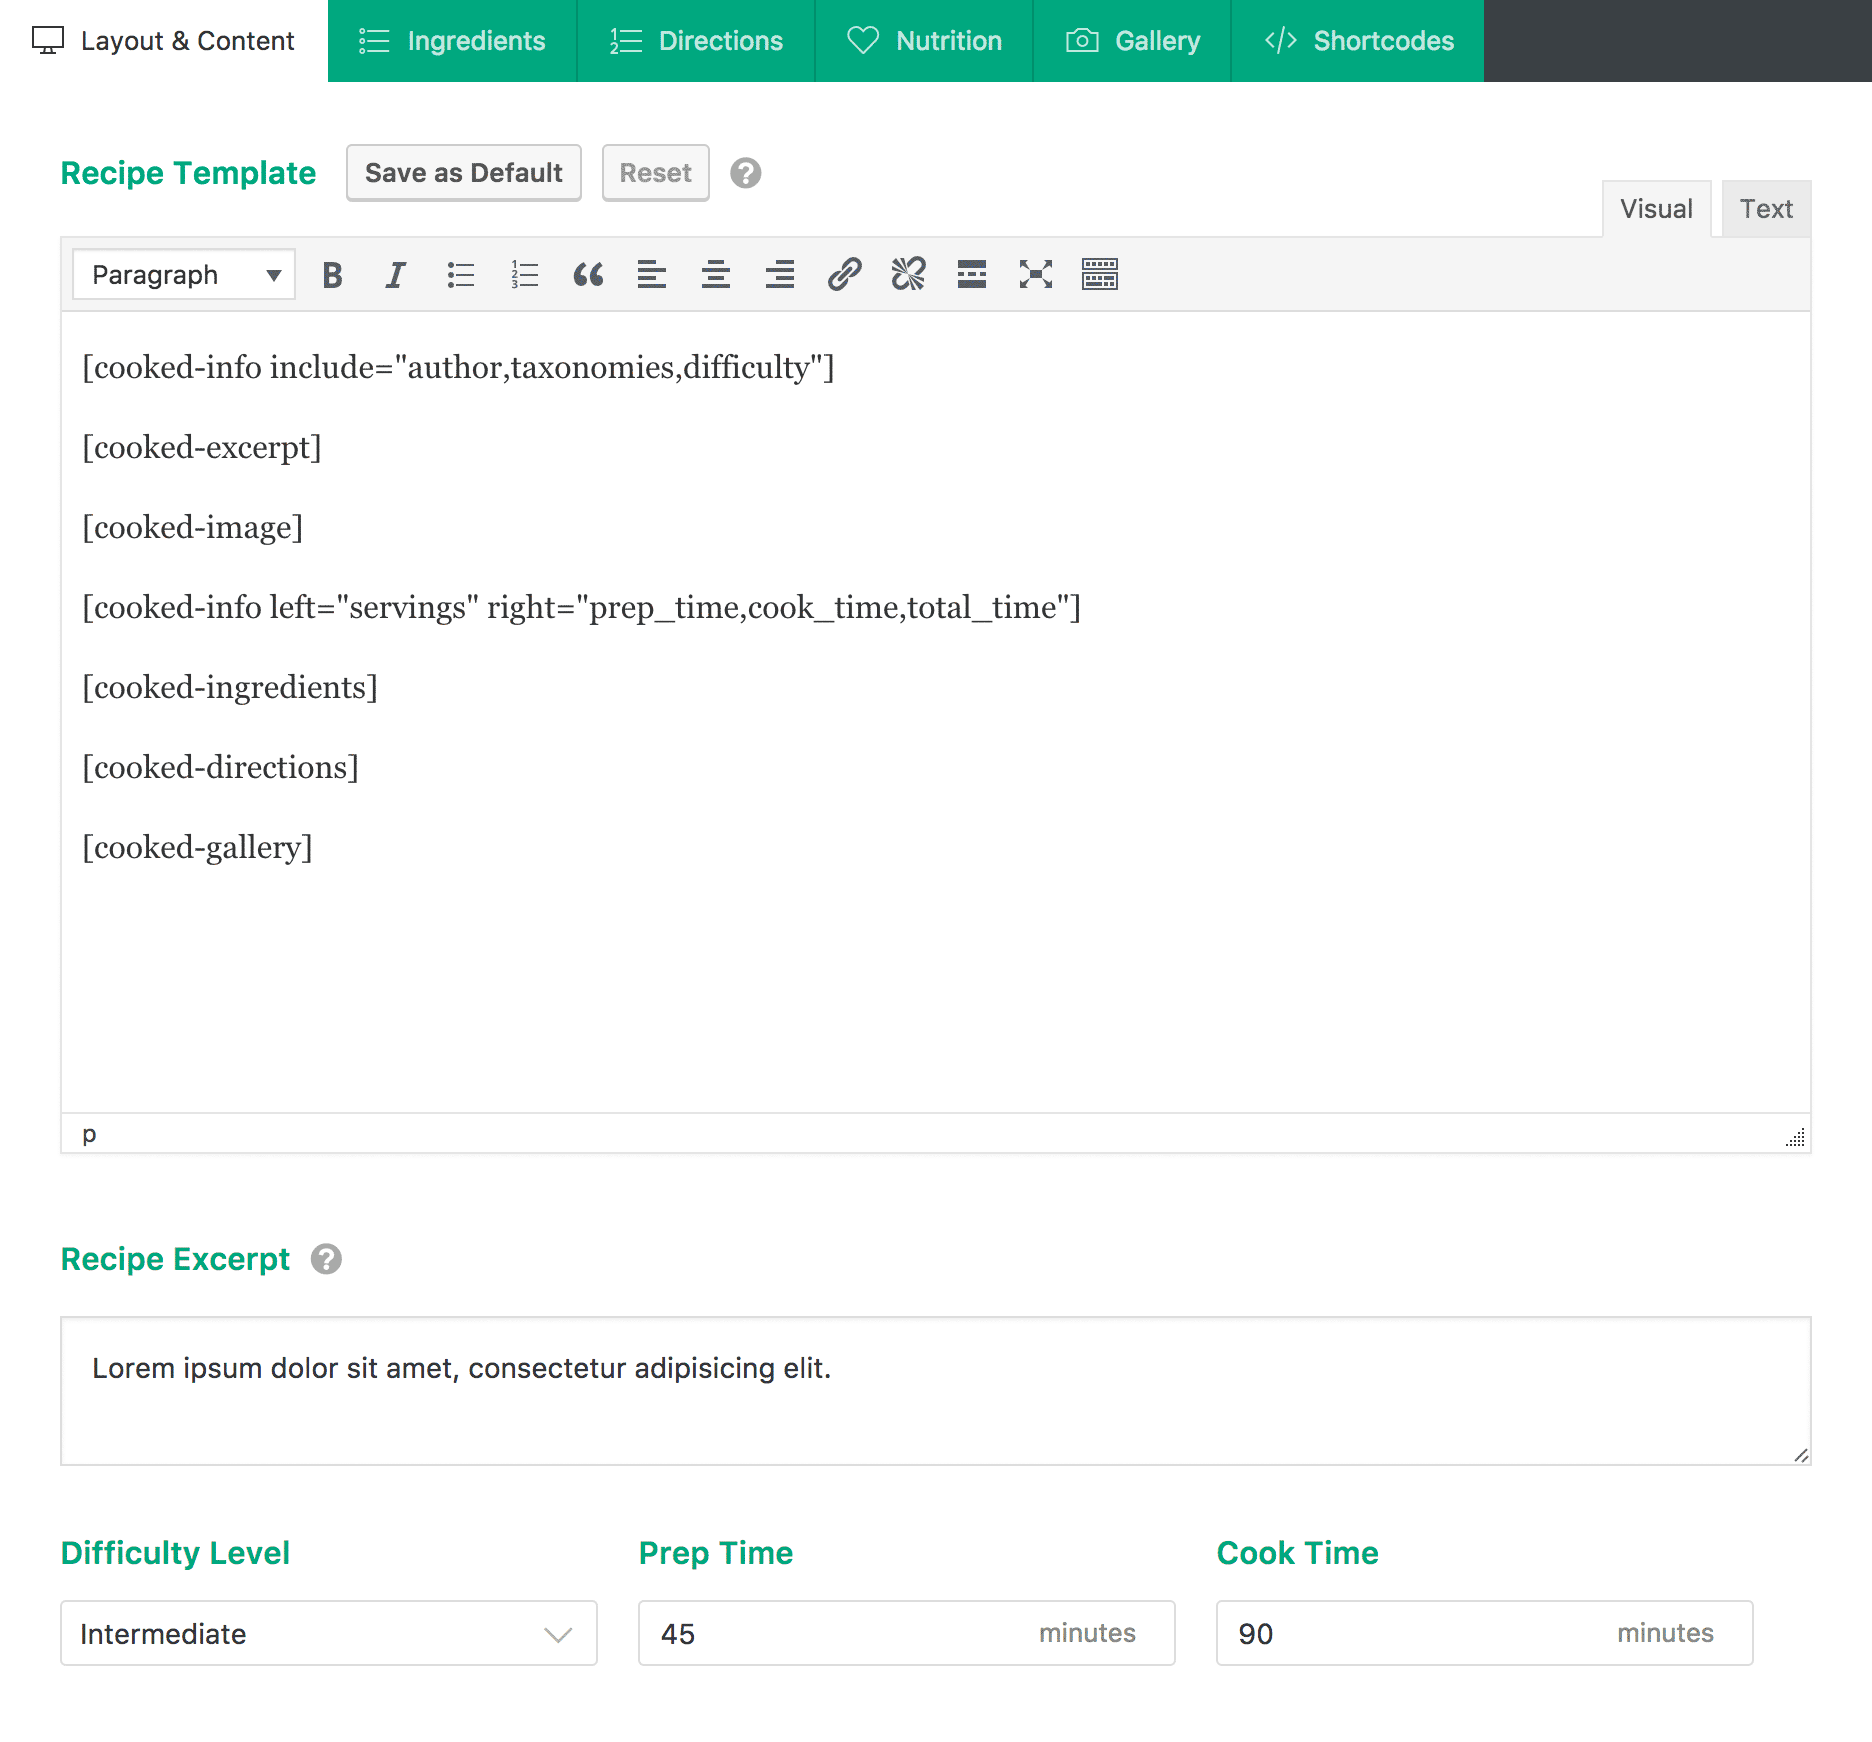 Layout & Content Ingredients Directions Nutrition Gallery </> Shortcodes
Recipe Template Save as Default Reset ?
Visual Text
Paragraph B I
[cooked-info include="author,taxonomies,difficulty"]
[cooked-excerpt]
[cooked-image]
[cooked-info left="servings" right="prep_time,cook_time,total_time"]
[cooked-ingredients]
[cooked-directions]
[cooked-gallery]
p
Recipe Excerpt ?
Lorem ipsum dolor sit amet, consectetur adipisicing elit.
Difficulty Level Prep Time Cook Time
Intermediate 45 minutes 90 minutes